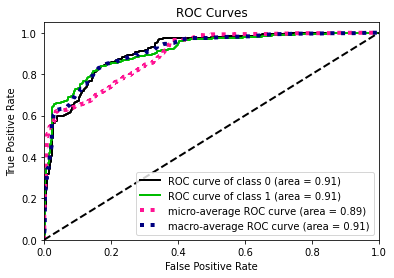 ROC Curves
True Positive Rate
1.0
0.8
0.6
0.4
0.2
0.0
ROC curve of class 0 (area = 0.91)
ROC curve of class 1 (area = 0.91)
micro-average ROC curve (area = 0.89)
macro-average ROC curve (area = 0.91)
0.0 0.2 0.4 0.6 0.8 1.0
False Positive Rate